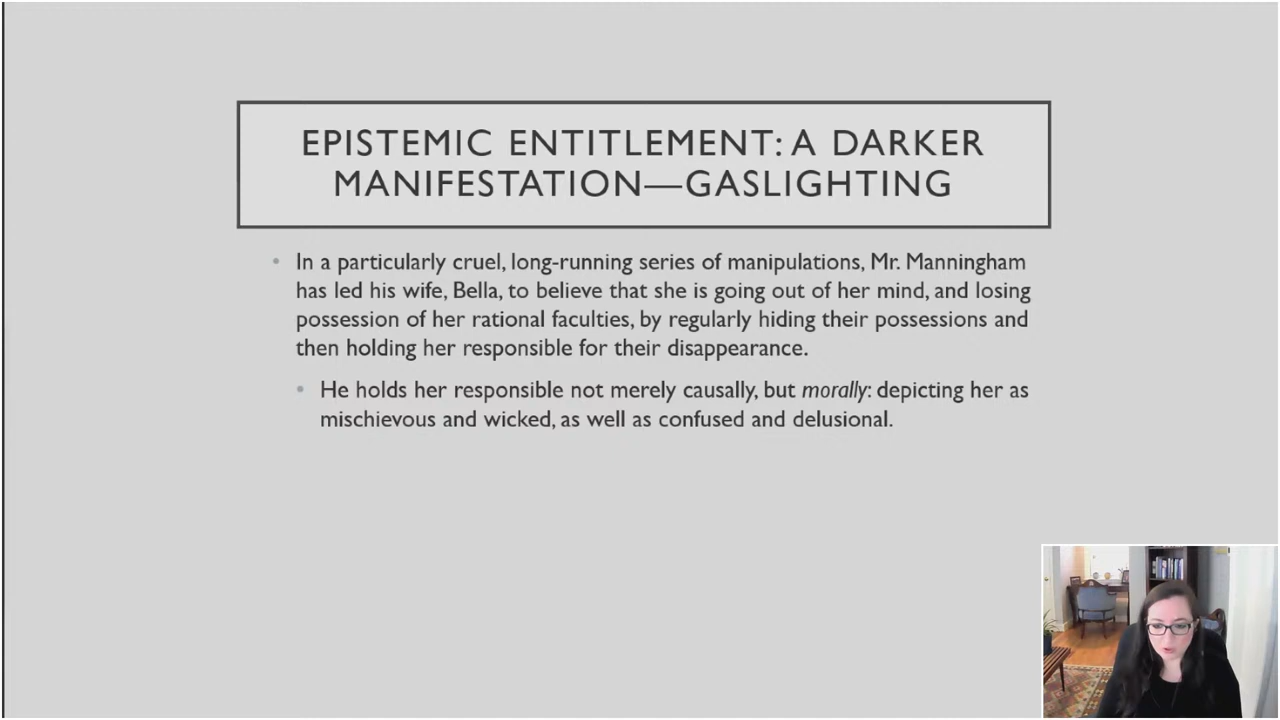 EPISTEMIC ENTITLEMENT: A DARKER
MANIFESTATION—GASLIGHTING
• In a particularly cruel, long-running series of manipulations, Mr. Manningham
has led his wife, Bella, to believe that she is going out of her mind, and losing
possession of her rational faculties, by regularly hiding their possessions and
then holding her responsible for their disappearance.
• He holds her responsible not merely causally, but morally: depicting her as
mischievous and wicked, as well as confused and delusional.